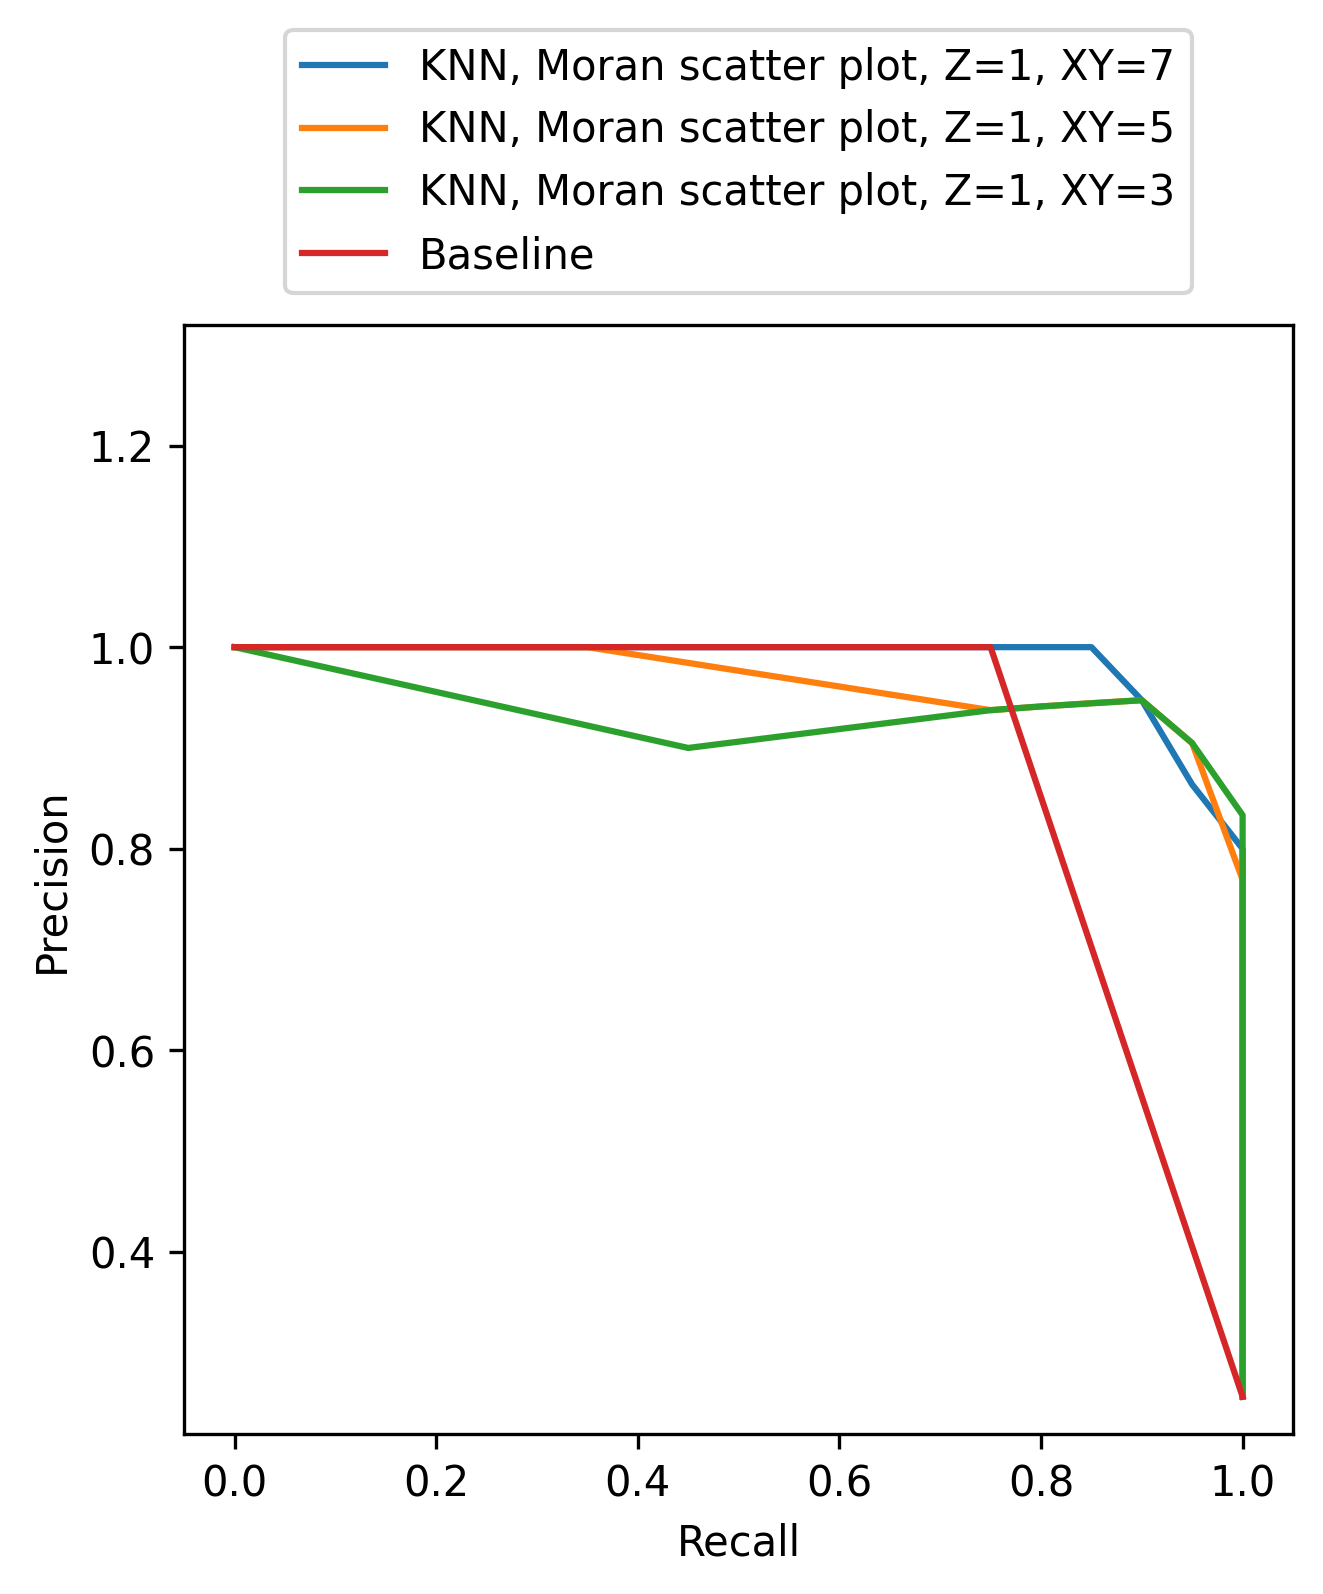 KNN, Moran scatter plot, Z=1, XY=7
KNN, Moran scatter plot, Z=1, XY=5
KNN, Moran scatter plot, Z=1, XY=3
Baseline
1.2
1.0
0.8
0.6
0.4
Precision
0.0 0.2 0.4 0.6 0.8 1.0
Recall